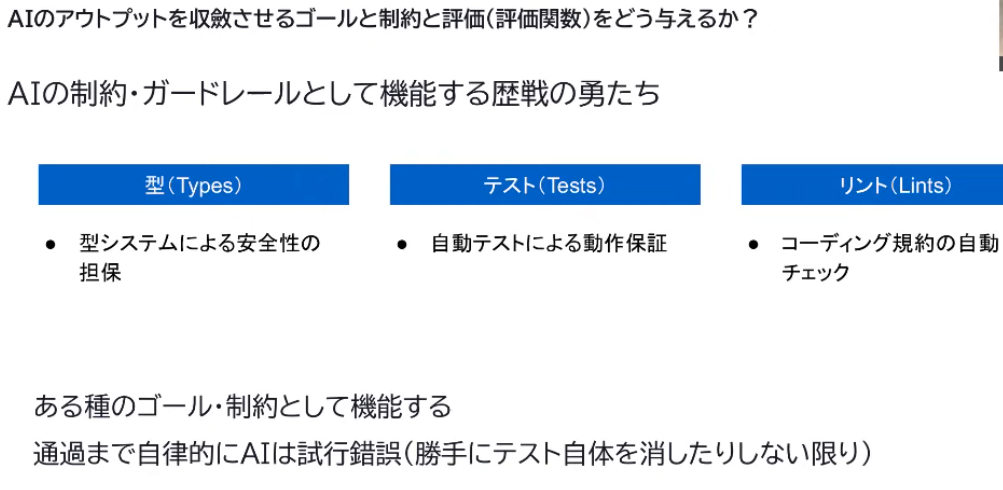 AIのアウトプットを収斂させるゴールと制約と評価(評価関数)をどう与えるか？
AIの制約・ガードレールとして機能する歴戦の勇たち
型(Types)
● 型システムによる安全性の
担保
テスト(Tests)
● 自動テストによる動作保証
リント(Lints)
● コーディング規約の自動
チェック
ある種のゴール・制約として機能する
通過まで自律的にAIは試行錯誤(勝手にテスト自体を消したりしない限り)